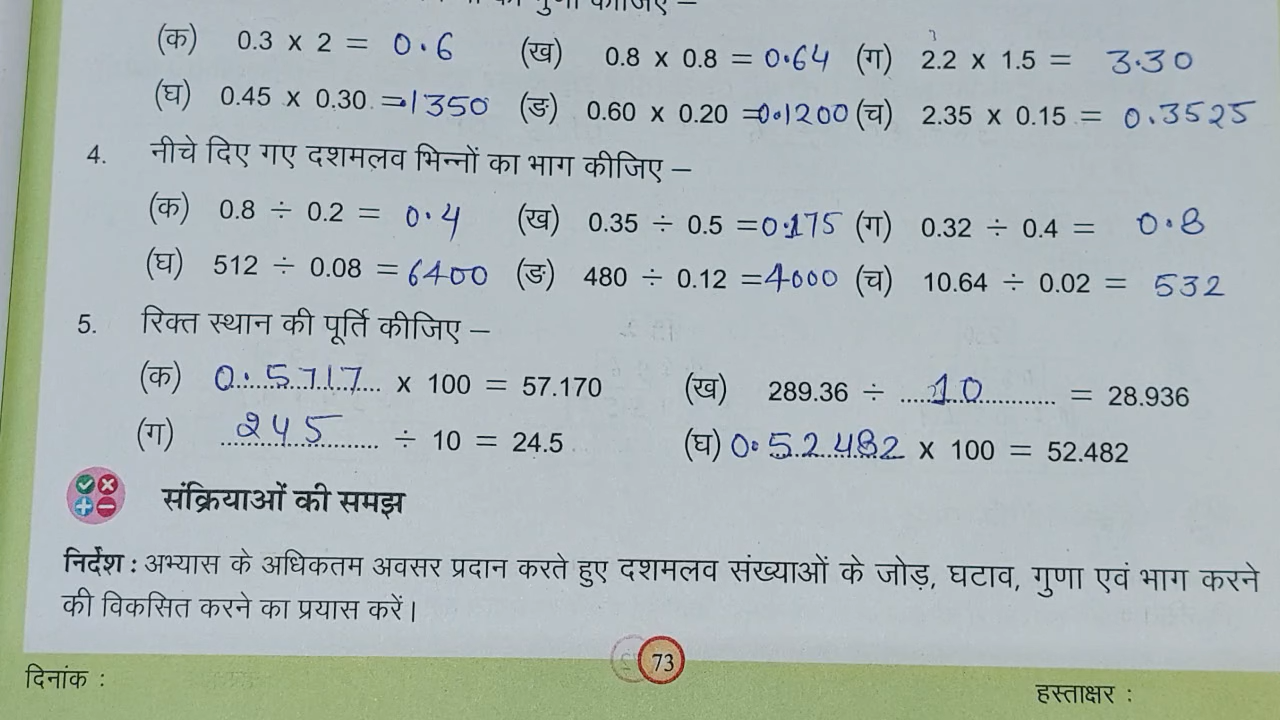 गुणा कीजिए –
(क) 0.3 x 2 = 0.6 (ख) 0.8 x 0.8 = 0.64 (ग) 2.2 x 1.5 = 3.30
(घ) 0.45 x 0.30 = .1350 (ङ) 0.60 x 0.20 = 0.1200 (च) 2.35 x 0.15 = 0.3525
4. नीचे दिए गए दशमलव भिन्नों का भाग कीजिए –
(क) 0.8 ÷ 0.2 = 0.4 (ख) 0.35 ÷ 0.5 = 0.175 (ग) 0.32 ÷ 0.4 = 0.8
(घ) 512 ÷ 0.08 = 6400 (ङ) 480 ÷ 0.12 = 4000 (च) 10.64 ÷ 0.02 = 532
5. रिक्त स्थान की पूर्ति कीजिए –
(क) 0.5717 x 100 = 57.170 (ख) 289.36 ÷ 10 = 28.936
(ग) 245 ÷ 10 = 24.5 (घ) 0.52482 x 100 = 52.482
संक्रियाओं की समझ
निर्देश : अभ्यास के अधिकतम अवसर प्रदान करते हुए दशमलव संख्याओं के जोड़, घटाव, गुणा एवं भाग करने
की विकसित करने का प्रयास करें।
73
दिनांक :
हस्ताक्षर :